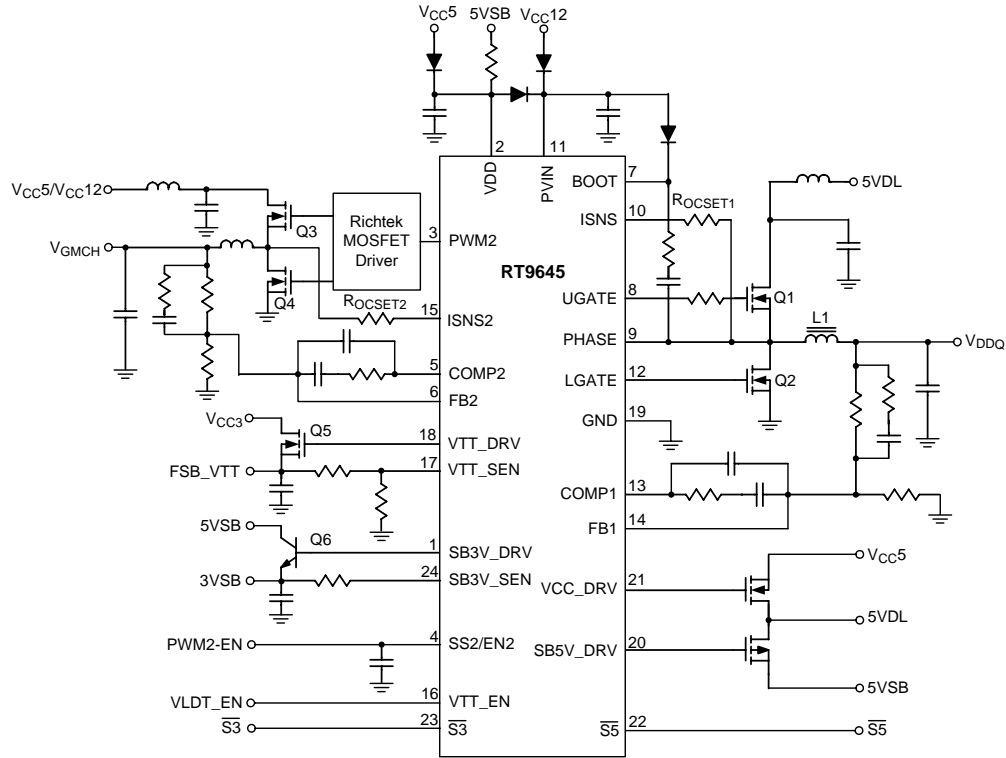 VCC5 5VSB VCC12
2 11
VDD PVIN
7 BOOT
10 ISNS
ROCSET1
5VDL
VCC5/VCC12
Q3
Richtek
MOSFET
Driver
3 PWM2
RT9645
VGMCH
Q4
ROCSET2
15 ISNS2
UGATE 8
Q1
PHASE 9
L1
VDDQ
5 COMP2
6 FB2
LGATE 12
Q2
VCC3
Q5
18 VTT_DRV
GND 19
FSB_VTT
17 VTT_SEN
COMP1 13
FB1 14
5VSB
Q6
1 SB3V_DRV
3VSB
24 SB3V_SEN
VCC_DRV 21
VCC5
5VDL
PWM2-EN
4 SS2/EN2
SB5V_DRV 20
5VSB
VLDT_EN
16 VTT_EN
S3
23 S3
S5 22
S5